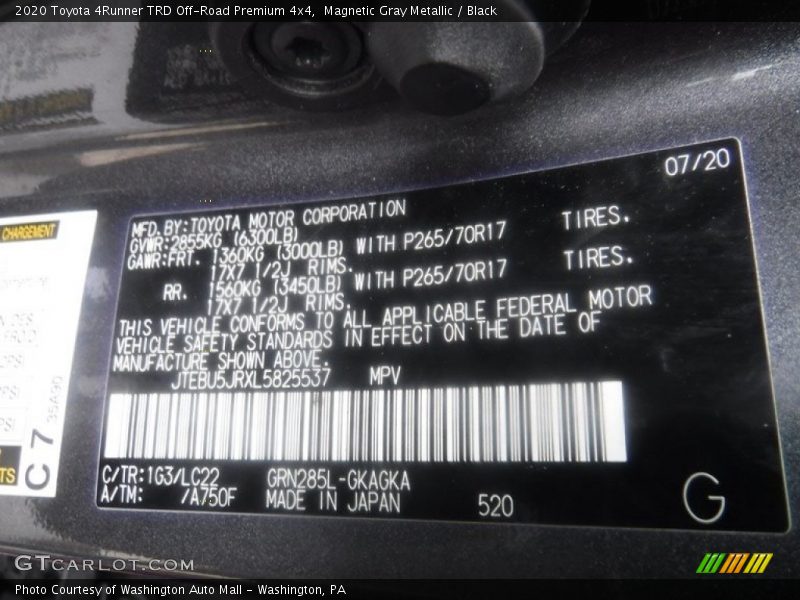 2020 Toyota 4Runner TRD Off-Road Premium 4x4,  Magnetic Gray Metallic / Black
07/20
MFD.BY:TOYOTA MOTOR CORPORATION
GVWR:2855KG (6300LB)
GAWR:FRT. 1360KG (3000LB) WITH P265/70R17 TIRES.
17X7 1/2J RIMS.
RR. 1560KG (3450LB) WITH P265/70R17 TIRES.
17X7 1/2J RIMS.
THIS VEHICLE CONFORMS TO ALL APPLICABLE FEDERAL MOTOR
VEHICLE SAFETY STANDARDS IN EFFECT ON THE DATE OF
MANUFACTURE SHOWN ABOVE.
JTEBU5JRXL5825537 MPV
C/TR:1G3/LC22 GRN285L-GKAGKA
A/TM: /A750F MADE IN JAPAN 520
G
CHARGEMENT
C7 35A90
GTCARLOT.COM
Photo Courtesy of Washington Auto Mall - Washington, PA